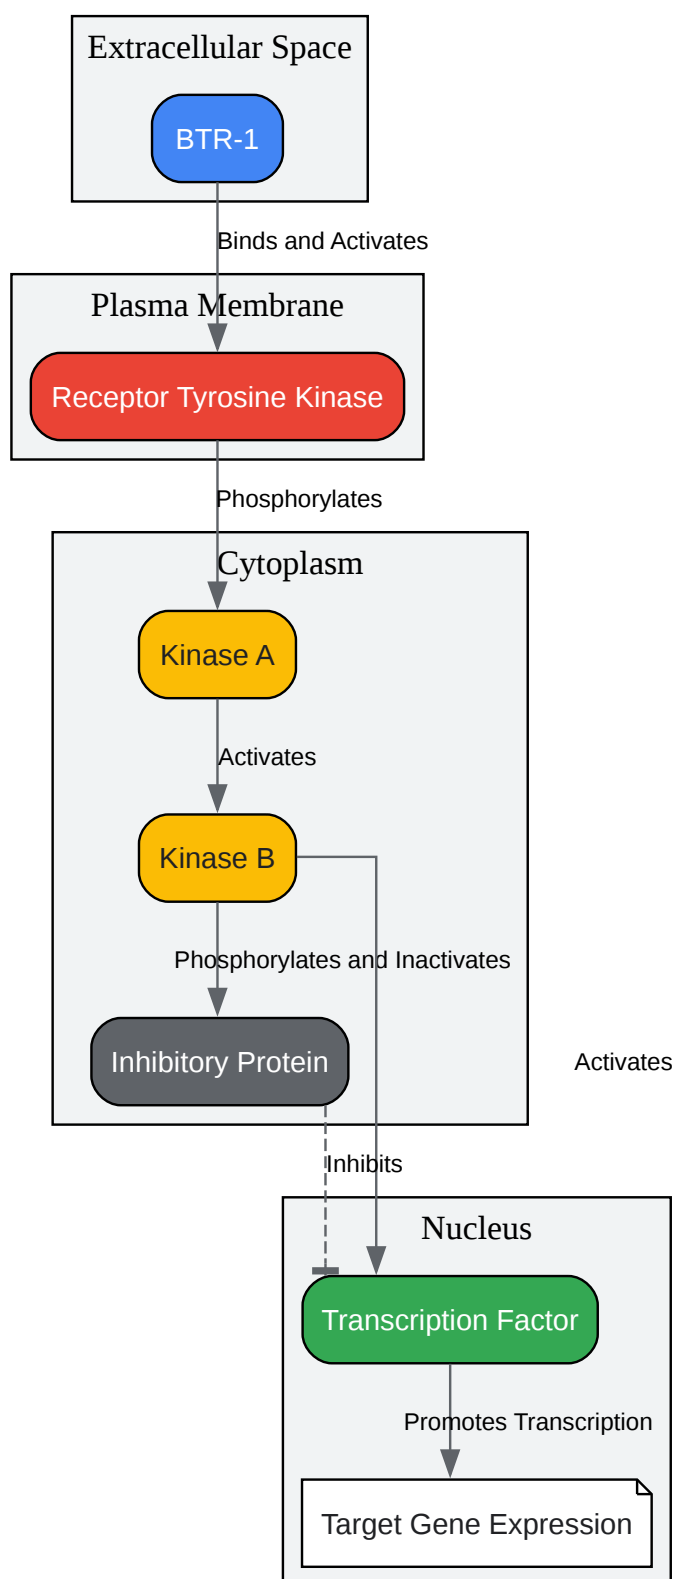 Extracellular Space
BTR-1
Binds and Activates
Plasma Membrane
Receptor Tyrosine Kinase
Phosphorylates
Cytoplasm
Kinase A
Activates
Kinase B
Phosphorylates and Inactivates
Inhibitory Protein
Activates
Inhibits
Nucleus
Transcription Factor
Promotes Transcription
Target Gene Expression